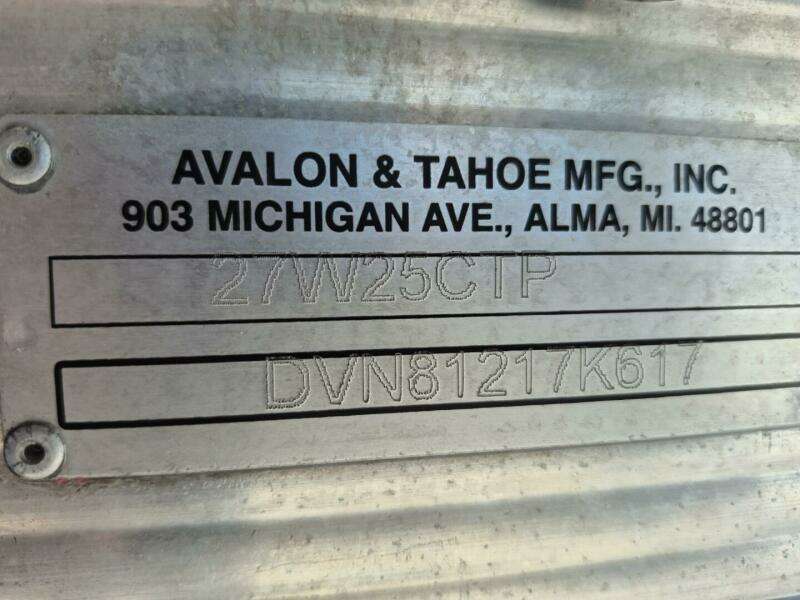 AVALON & TAHOE MFG., INC.
903 MICHIGAN AVE., ALMA, MI. 48801
27W25CTP
DVN81217K617